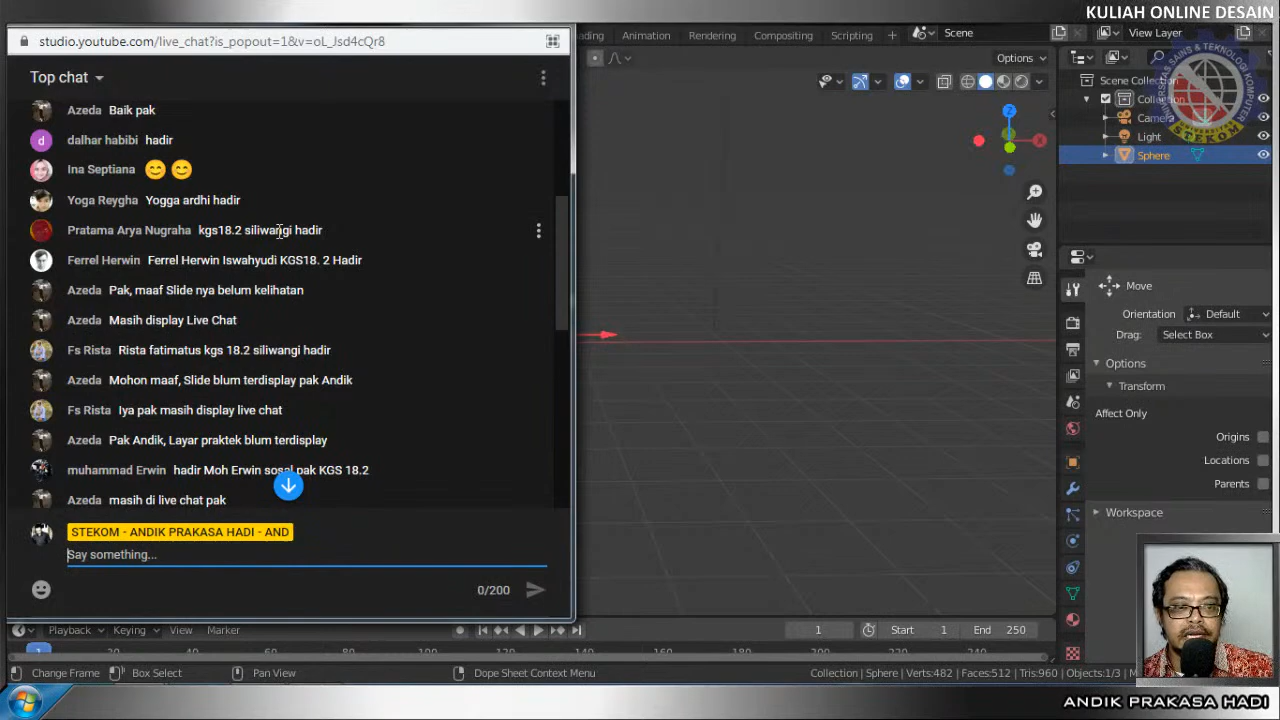 KULIAH ONLINE DESAIN
studio.youtube.com/live_chat?is_popout=1&v=oL_Jsd4cQr8
Animation Rendering Compositing Scripting + Scene View Layer
Top chat
Options
Azeda Baik pak
dalhar habibi hadir
Ina Septiana 😊 😊
Yoga Reygha Yogga ardhi hadir
Pratama Arya Nugraha kgs18.2 siliwangi hadir
Ferrel Herwin Ferrel Herwin Iswahyudi KGS18. 2 Hadir
Azeda Pak, maaf Slide nya belum kelihatan
Azeda Masih display Live Chat
Fs Rista Rista fatimatus kgs 18.2 siliwangi hadir
Azeda Mohon maaf, Slide blum terdisplay pak Andik
Fs Rista Iya pak masih display live chat
Azeda Pak Andik, Layar praktek blum terdisplay
muhammad Erwin hadir Moh Erwin sosal pak KGS 18.2
Azeda masih di live chat pak
STEKOM - ANDIK PRAKASA HADI - AND
Say something...
0/200
Scene Collection
Light
Sphere
STEKOM
Move
Orientation Default
Drag: Select Box
Options
Transform
Affect Only
Origins
Locations
Parents
Workspace
Playback Keying View Marker
1 Start 1 End 250
1
Change Frame Box Select Pan View Dope Sheet Context Menu
Collection | Sphere | Verts:482 | Faces:512 | Tris:960 | Objects:1/3 | Mem
ANDIK PRAKASA HADI